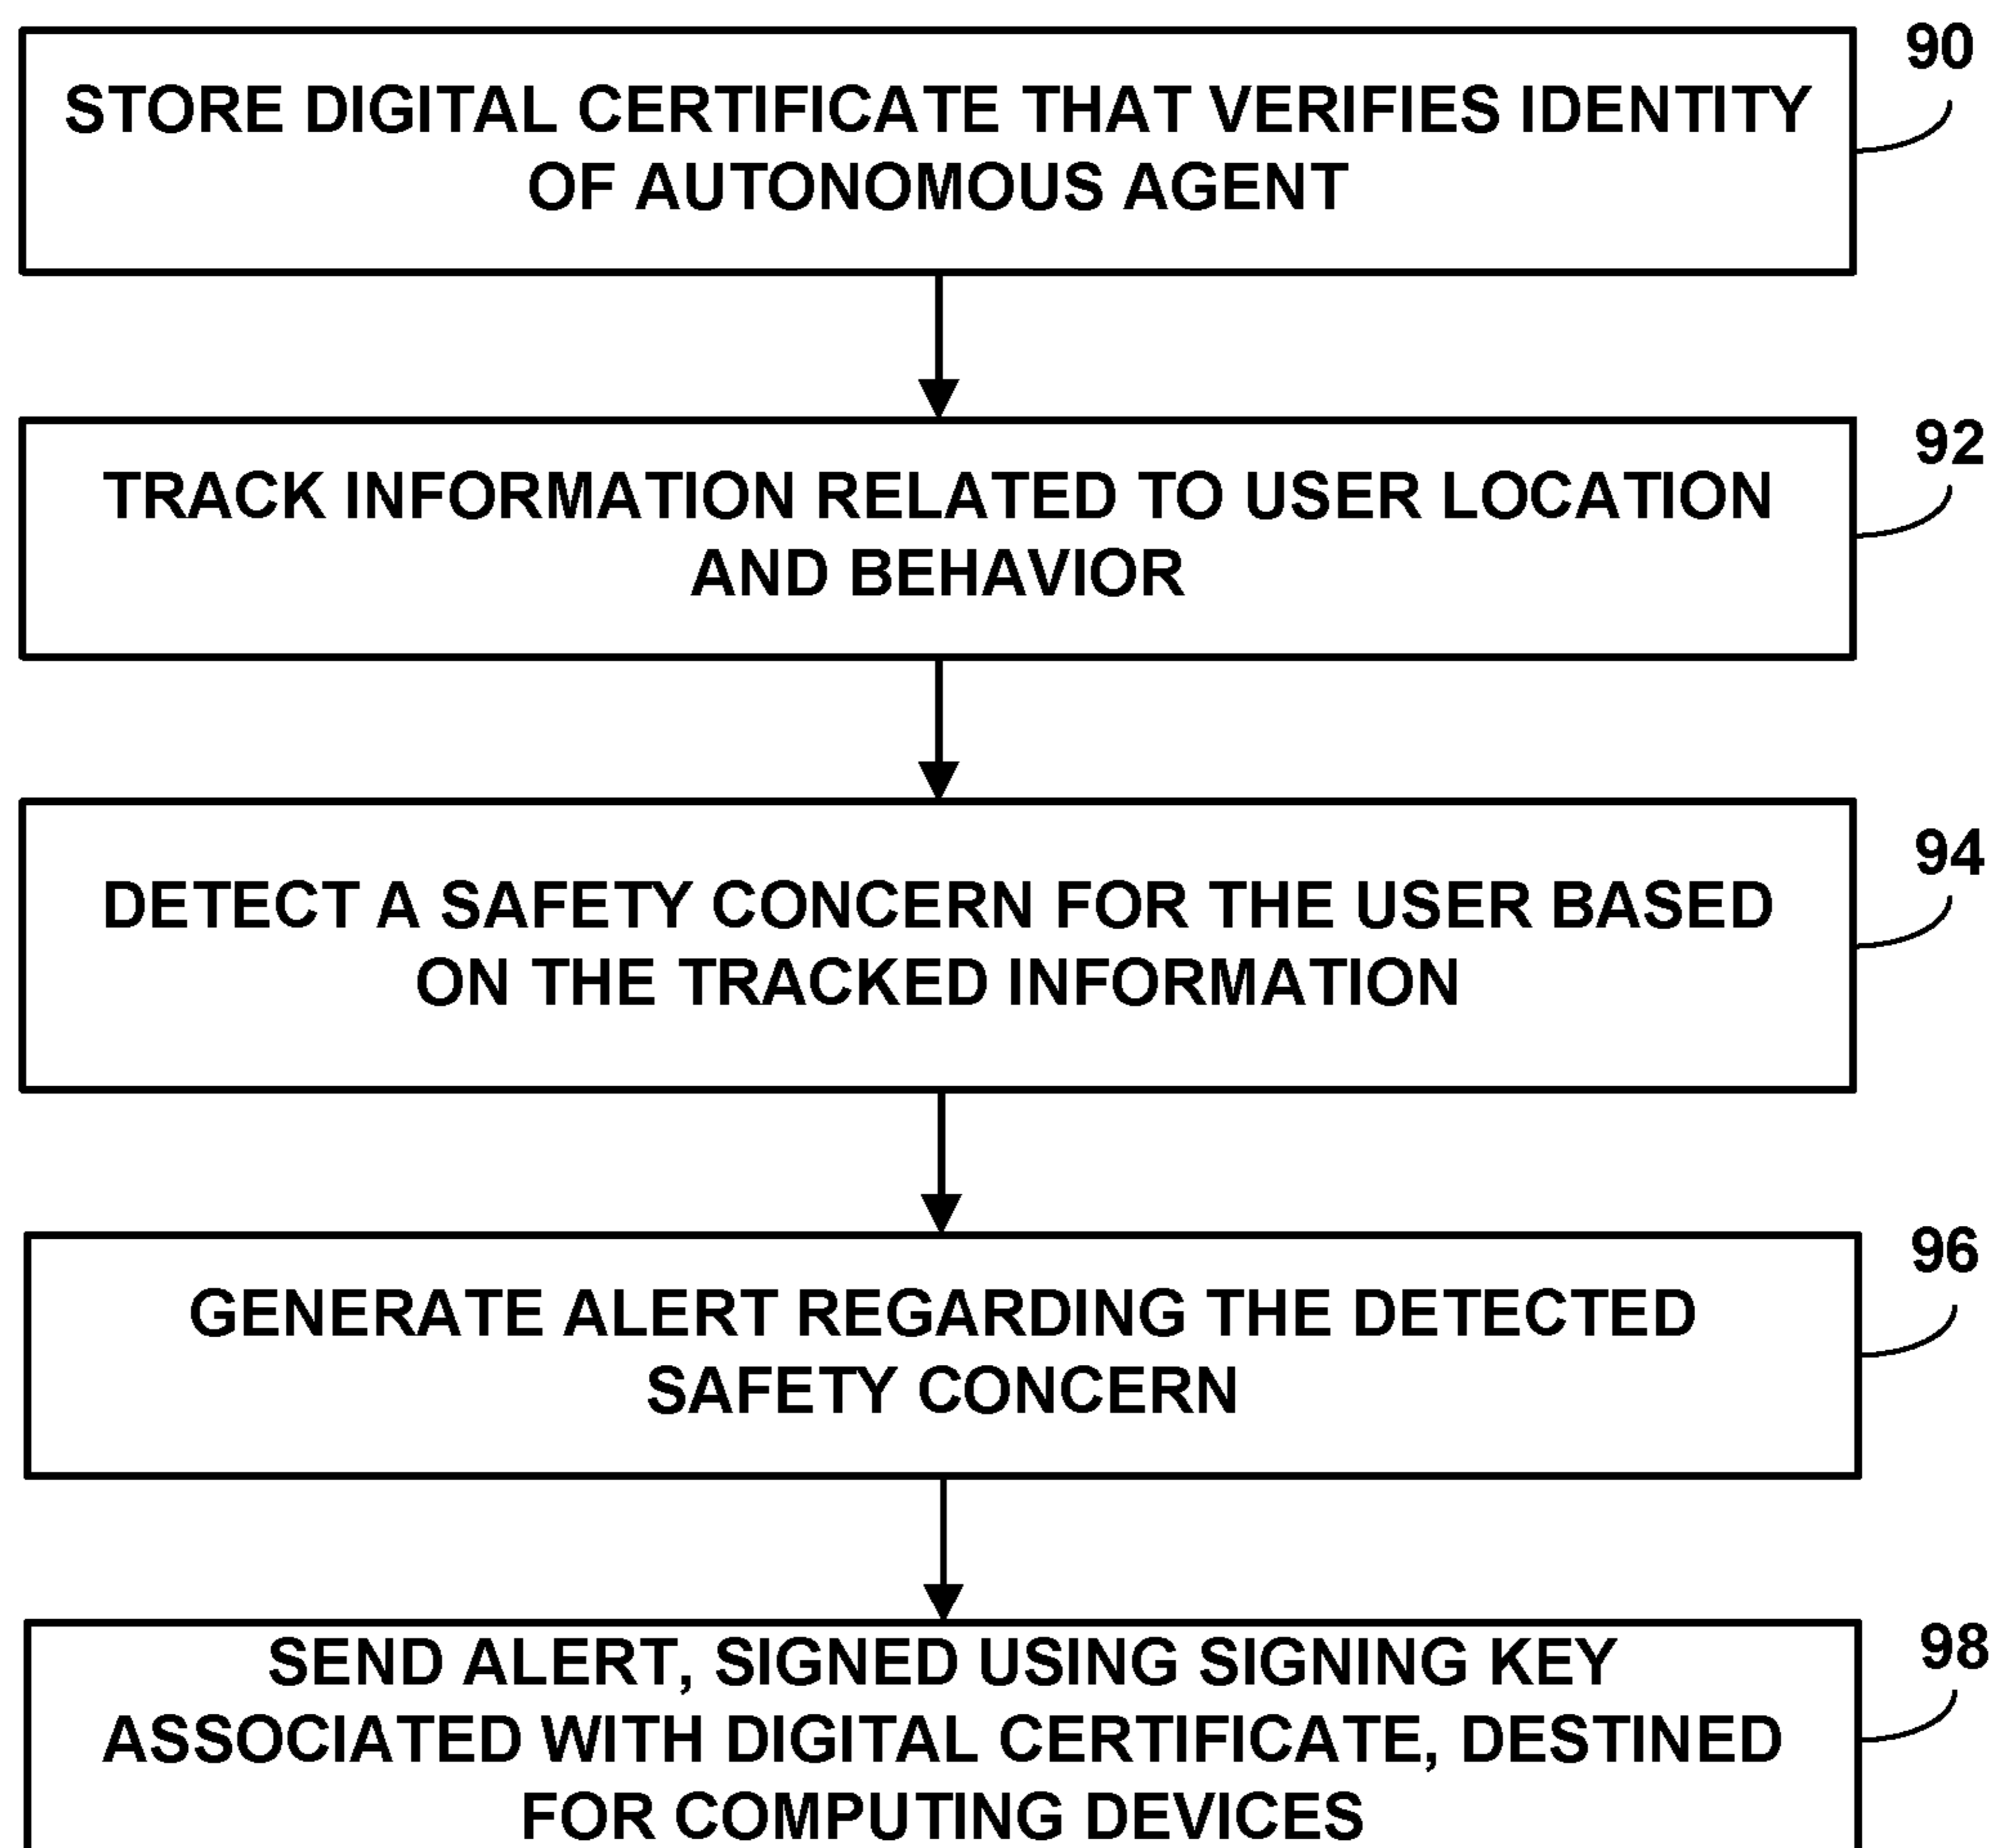 90
STORE DIGITAL CERTIFICATE THAT VERIFIES IDENTITY
OF AUTONOMOUS AGENT
92
TRACK INFORMATION RELATED TO USER LOCATION
AND BEHAVIOR
94
DETECT A SAFETY CONCERN FOR THE USER BASED
ON THE TRACKED INFORMATION
96
GENERATE ALERT REGARDING THE DETECTED
SAFETY CONCERN
98
SEND ALERT, SIGNED USING SIGNING KEY
ASSOCIATED WITH DIGITAL CERTIFICATE, DESTINED
FOR COMPUTING DEVICES